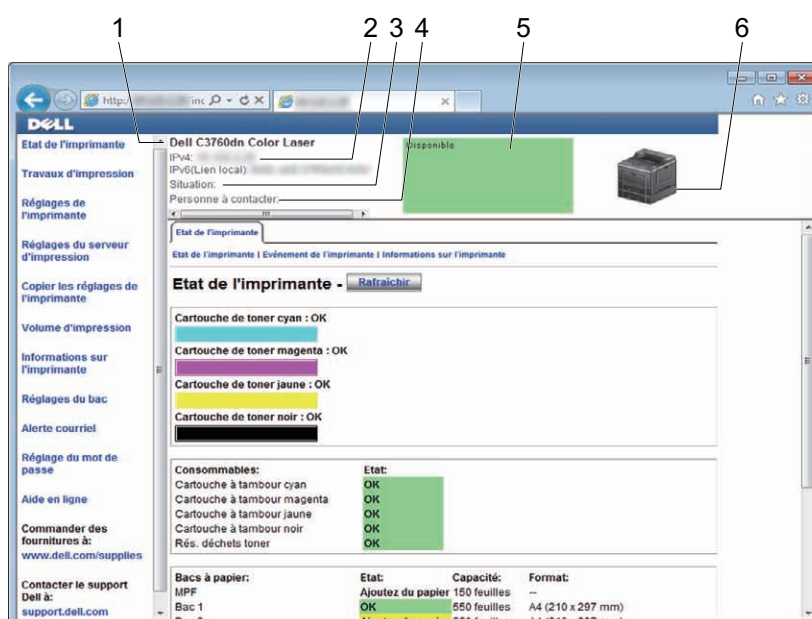 1 2 3 4 5 6
http:/
DELL
Etat de l'imprimante
Travaux d'impression
Réglages de
l'imprimante
Réglages du serveur
d'impression
Copier les réglages de
l'imprimante
Volume d'impression
Informations sur
l'imprimante
Réglages du bac
Alerte courriel
Réglage du mot de
passe
Aide en ligne
Commander des
fournitures à:
www.dell.com/supplies
Contacter le support
Dell à:
support.dell.com
Dell C3760dn Color Laser
IPv4:
IPv6(Lien local):
Situation:
Personne à contacter:
Disponible
Etat de l'imprimante
Etat de l'imprimante | Evénement de l'imprimante | Informations sur l'imprimante
Etat de l'imprimante - Rafraîchir
Cartouche de toner cyan : OK
Cartouche de toner magenta : OK
Cartouche de toner jaune : OK
Cartouche de toner noir : OK
Consommables: Etat:
Cartouche à tambour cyan OK
Cartouche à tambour magenta OK
Cartouche à tambour jaune OK
Cartouche à tambour noir OK
Rés. déchets toner OK
Bacs à papier: Etat: Capacité: Format:
MPF Ajoutez du papier 150 feuilles --
Bac 1 OK 550 feuilles A4 (210 x 297 mm)